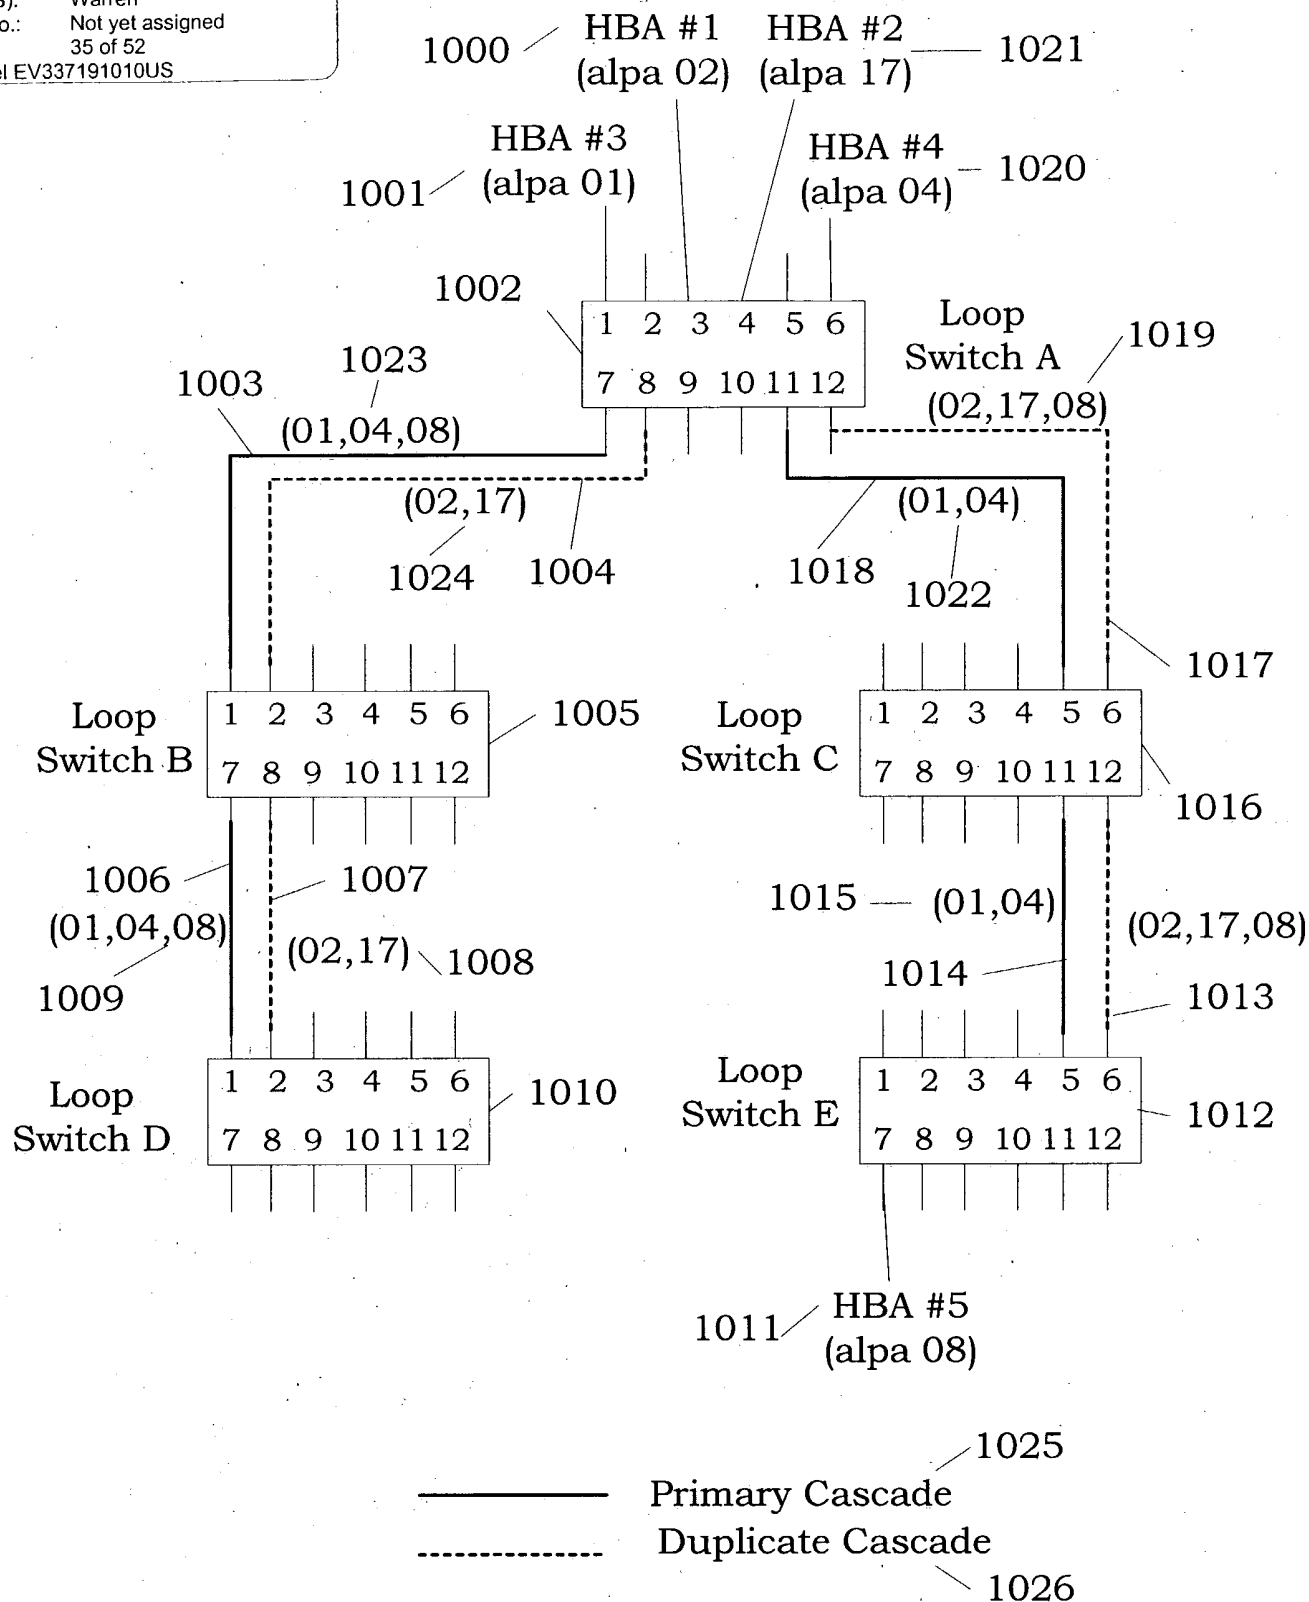 Warren
o.: Not yet assigned
35 of 52
el EV337191010US
1000
HBA #1
(alpa 02)
HBA #2
(alpa 17)
1021
HBA #3
(alpa 01)
1001
HBA #4
(alpa 04)
1020
1002
1 2 3 4 5 6
7 8 9 10 11 12
Loop
Switch A
1019
(02,17,08)
1023
1003
(01,04,08)
(02,17)
1024
1004
(01,04)
1018
1022
1017
Loop
Switch B
1 2 3 4 5 6
7 8 9 10 11 12
1005
Loop
Switch C
1 2 3 4 5 6
7 8 9 10 11 12
1016
1006
(01,04,08)
1009
1007
(02,17)
1008
1015
(01,04)
1014
(02,17,08)
1013
Loop
Switch D
1 2 3 4 5 6
7 8 9 10 11 12
1010
Loop
Switch E
1 2 3 4 5 6
7 8 9 10 11 12
1012
1011
HBA #5
(alpa 08)
1025
Primary Cascade
Duplicate Cascade
1026